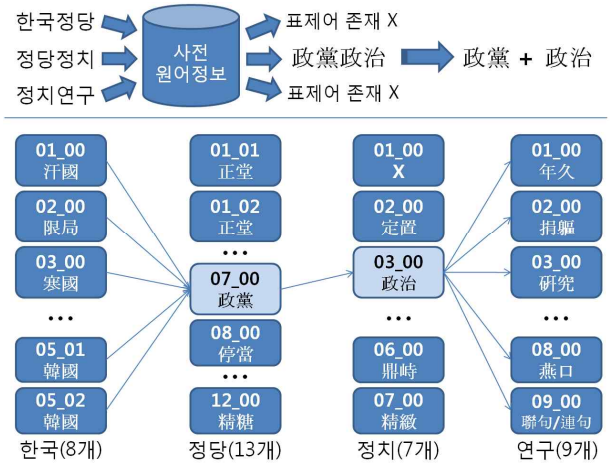 한국정당
정당정치
정치연구
사전
원어정보
표제어 존재 X
政黨政治
政黨 + 政治
표제어 존재 X
01_00
汗國
02_00
限局
03_00
寒國
...
05_01
韓國
05_02
韓國
한국(8개)
01_01
正堂
01_02
正堂
...
07_00
政黨
08_00
停當
...
12_00
精糖
정당(13개)
01_00
X
02_00
定置
03_00
政治
...
06_00
鼎峙
07_00
精緻
정치(7개)
01_00
年久
02_00
捐軀
03_00
硏究
...
08_00
燕口
09_00
聯句/連句
연구(9개)